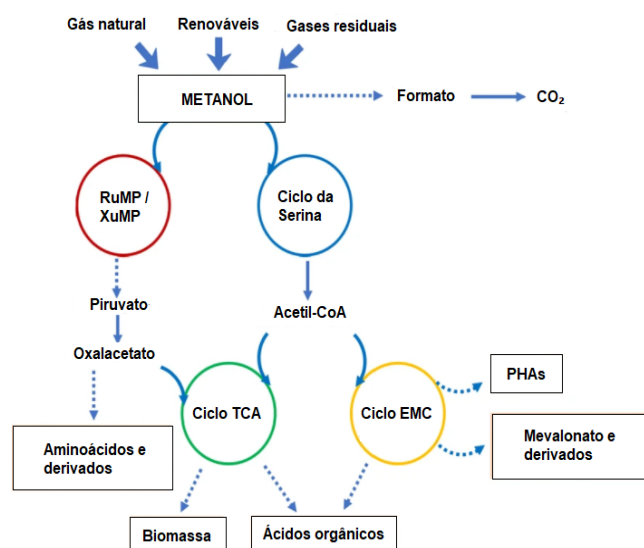 Gás natural
Renováveis
Gases residuais
METANOL
Formato
CO₂
RuMP /
XuMP
Ciclo da
Serina
Piruvato
Acetil-CoA
Oxalacetato
PHAs
Ciclo TCA
Ciclo EMC
Mevalonato e
derivados
Aminoácidos e
derivados
Biomassa
Ácidos orgânicos